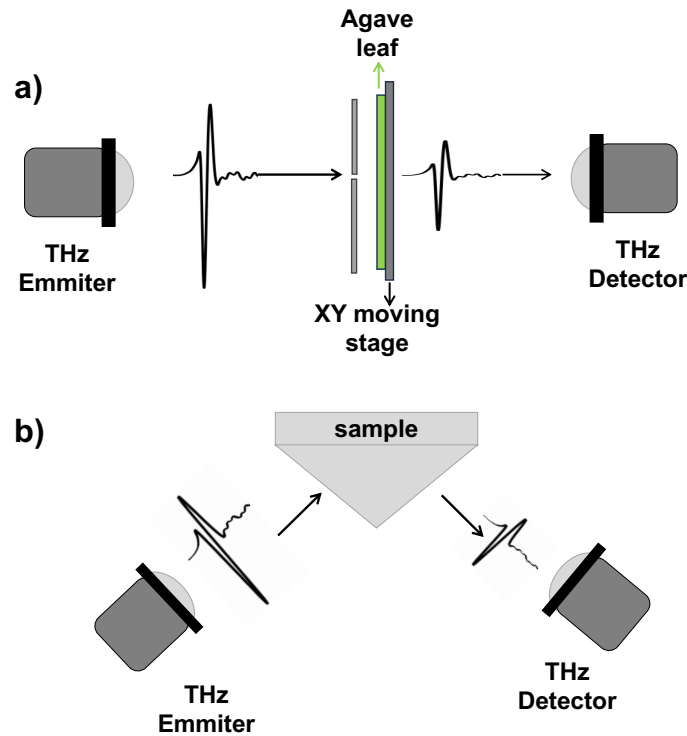 Agave
leaf
a)
THz
Emmiter
THz
Detector
XY moving
stage
b)
sample
THz
Emmiter
THz
Detector